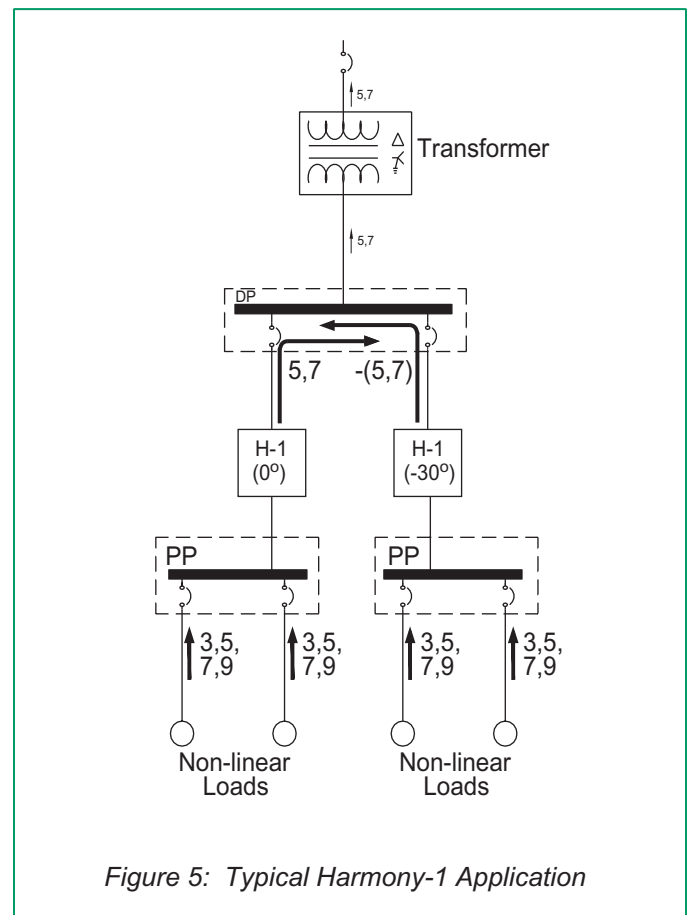 5,7
Transformer
5,7
DP
5,7 -(5,7)
H-1
(0°)
H-1
(-30°)
PP
PP
3,5,
7,9
3,5,
7,9
3,5,
7,9
3,5,
7,9
Non-linear
Loads
Non-linear
Loads
Figure 5: Typical Harmony-1 Application